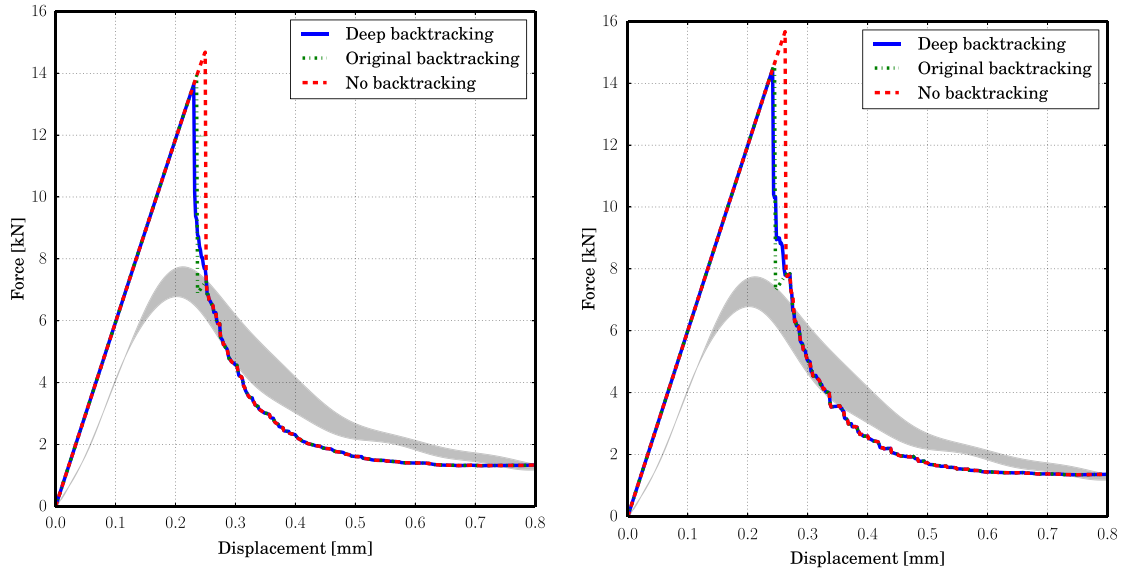 16
14
12
10
8
6
4
2
0
Force [kN]
Deep backtracking
Original backtracking
No backtracking
0.0 0.1 0.2 0.3 0.4 0.5 0.6 0.7 0.8
Displacement [mm]
16
14
12
10
8
6
4
2
0
Force [kN]
Deep backtracking
Original backtracking
No backtracking
0.0 0.1 0.2 0.3 0.4 0.5 0.6 0.7 0.8
Displacement [mm]